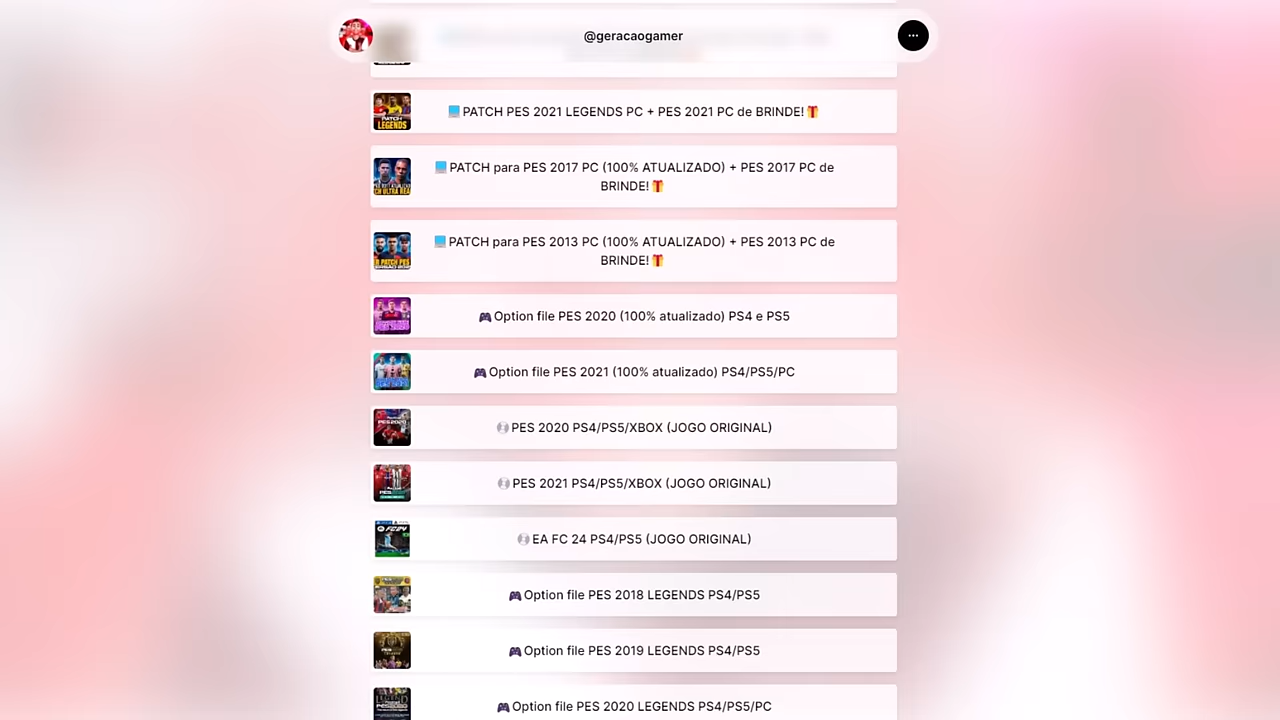 @geracaogamer
PATCH PES 2021 LEGENDS PC + PES 2021 PC de BRINDE!
PATCH LEGENDS
PATCH para PES 2017 PC (100% ATUALIZADO) + PES 2017 PC de
BRINDE!
PATCH para PES 2013 PC (100% ATUALIZADO) + PES 2013 PC de
BRINDE!
Option file PES 2020 (100% atualizado) PS4 e PS5
Option file PES 2021 (100% atualizado) PS4/PS5/PC
PES 2020 PS4/PS5/XBOX (JOGO ORIGINAL)
PES 2021 PS4/PS5/XBOX (JOGO ORIGINAL)
EA FC 24 PS4/PS5 (JOGO ORIGINAL)
Option file PES 2018 LEGENDS PS4/PS5
Option file PES 2019 LEGENDS PS4/PS5
Option file PES 2020 LEGENDS PS4/PS5/PC